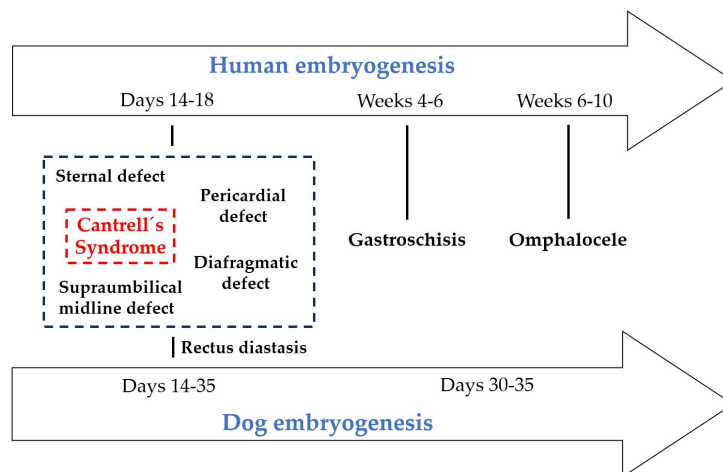 Human embryogenesis
Days 14-18
Weeks 4-6
Weeks 6-10
Sternal defect
Pericardial
defect
Cantrell´s
Syndrome
Gastroschisis
Omphalocele
Diafragmatic
defect
Supraumbilical
midline defect
Rectus diastasis
Days 14-35
Days 30-35
Dog embryogenesis